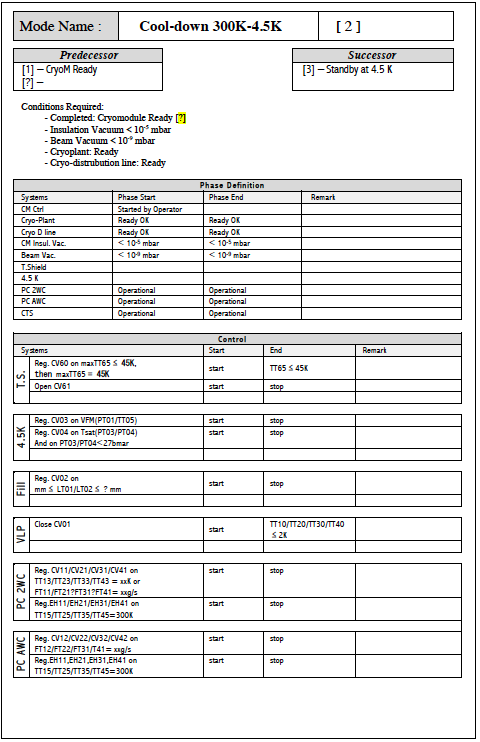 Mode Name : Cool-down 300K-4.5K [ 2 ]
Predecessor Successor
[1] – CryoM Ready [3] – Standby at 4.5 K
[?] –
Conditions Required:
- Completed: Cryomodule Ready [?]
- Insulation Vacuum < 10⁻⁵ mbar
- Beam Vacuum < 10⁻⁹ mbar
- Cryoplant: Ready
- Cryo-distrubution line: Ready
Phase Definition
Systems Phase Start Phase End Remark
CM Ctrl Started by Operator
Cryo-Plant Ready OK Ready OK
Cryo D line Ready OK Ready OK
CM Insul. Vac. < 10⁻⁵ mbar < 10⁻⁵ mbar
Beam Vac. < 10⁻⁹ mbar < 10⁻⁹ mbar
T.Shield
4.5 K
PC 2WC Operational Operational
PC AWC Operational Operational
CTS Operational Operational
Control
Systems Start End Remark
T.S.
Reg. CV60 on maxTT65 ≤ 45K,
then maxTT65 = 45K start TT65 ≤ 45K
Open CV61 start stop
4.5K
Reg. CV03 on VFM(PT01/TT05) start stop
Reg. CV04 on Tsat(PT03/PT04) start stop
And on PT03/PT04<27bmar
Fill
Reg. CV02 on
mm ≤ LT01/LT02 ≤ ? mm start stop
VLP
Close CV01 start TT10/TT20/TT30/TT40
≤ 2K
PC 2WC
Reg. CV11/CV21/CV31/CV41 on start stop
TT13/TT23/TT33/TT43 = xxK or
FT11/FT21?FT31?FT41= xxg/s
Reg.EH11/EH21/EH31/EH41 on start stop
TT15/TT25/TT35/TT45=300K
PC AWC
Reg. CV12/CV22/CV32/CV42 on start stop
FT12/FT22/FT31/T41= xxg/s
Reg.EH11,EH21,EH31,EH41 on start stop
TT15/TT25/TT35/TT45=300K